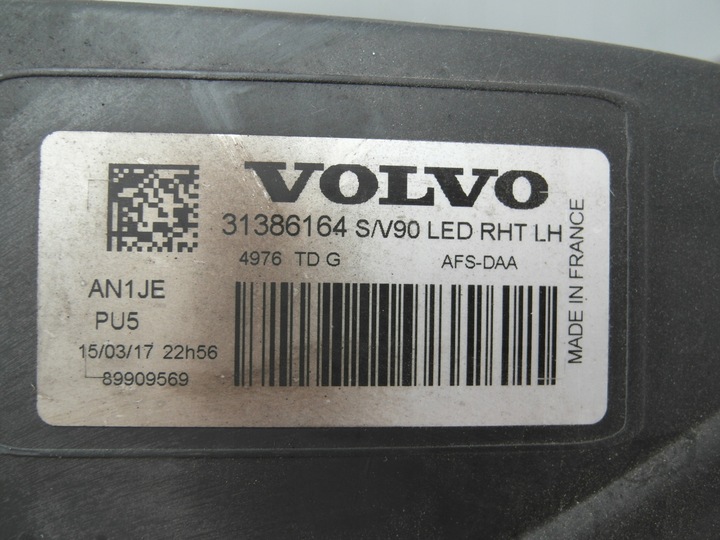 VOLVO
31386164 S/V90 LED RHT LH
4976 TD G AFS-DAA
AN1JE
PU5
15/03/17 22h56
89909569
MADE IN FRANCE